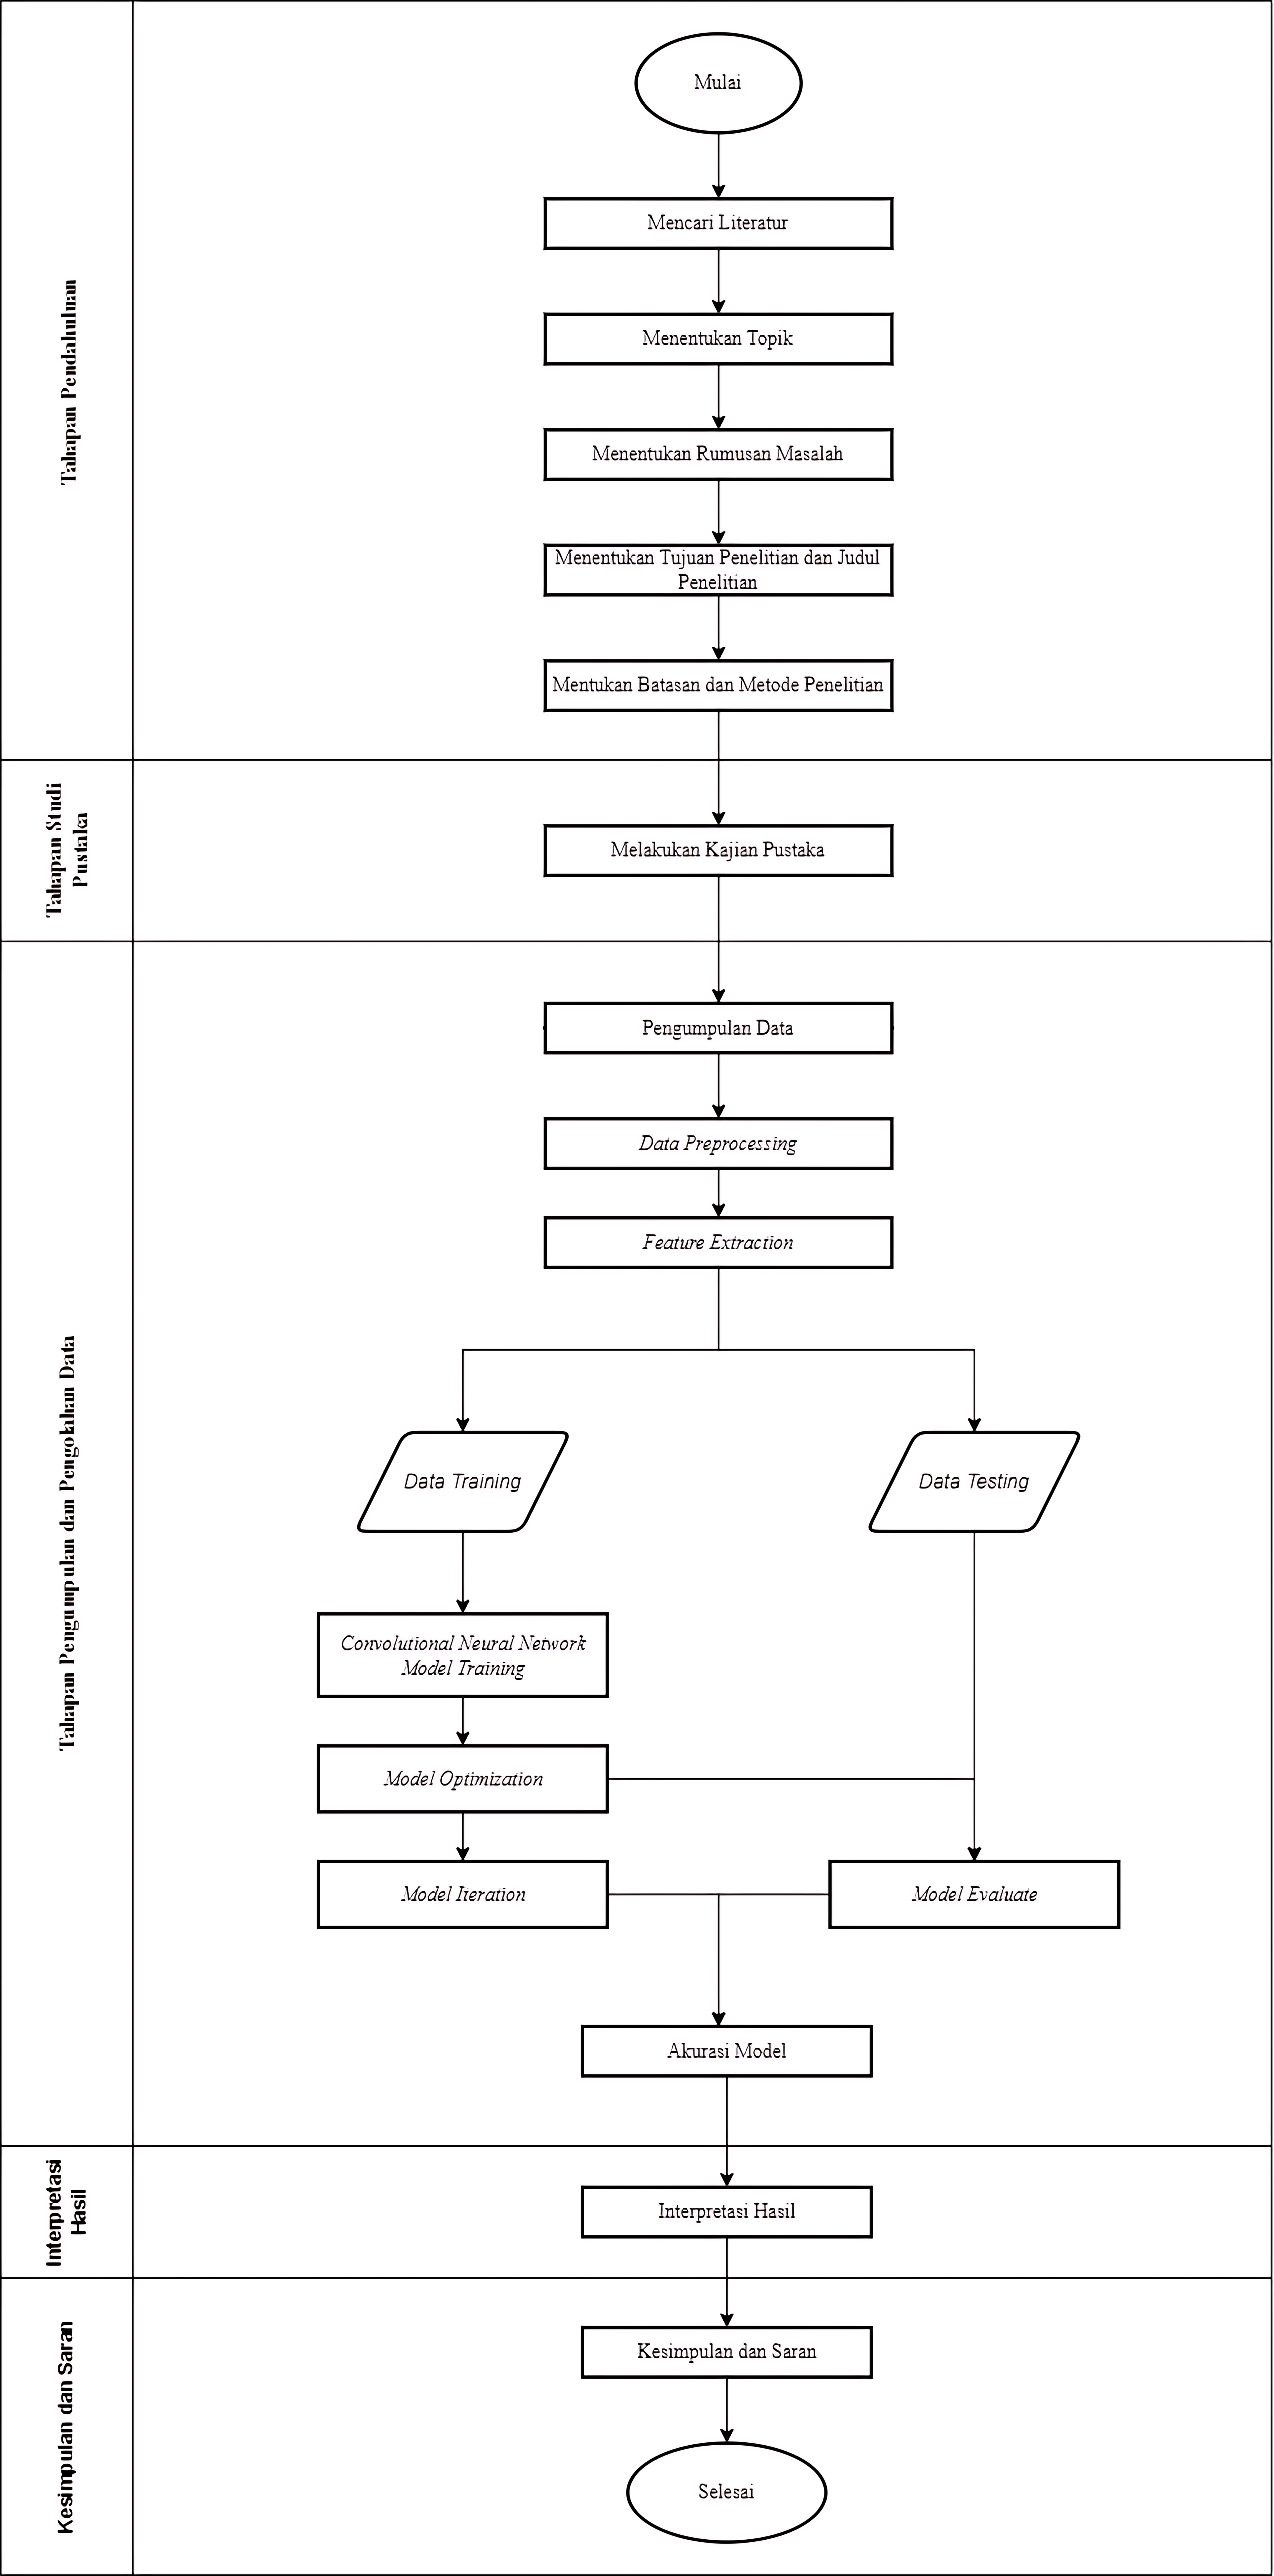 Tahapan Pendahuluan
Mulai
Mencari Literatur
Menentukan Topik
Menentukan Rumusan Masalah
Menentukan Tujuan Penelitian dan Judul
Penelitian
Mentukan Batasan dan Metode Penelitian
Tahapan Studi
Pustaka
Melakukan Kajian Pustaka
Tahapan Pengumpulan dan Pengolahan Data
Pengumpulan Data
Data Preprocessing
Feature Extraction
Data Training
Data Testing
Convolutional Neural Network
Model Training
Model Optimization
Model Iteration
Model Evaluate
Akurasi Model
Interpretasi
Hasil
Interpretasi Hasil
Kesimpulan dan Saran
Kesimpulan dan Saran
Selesai